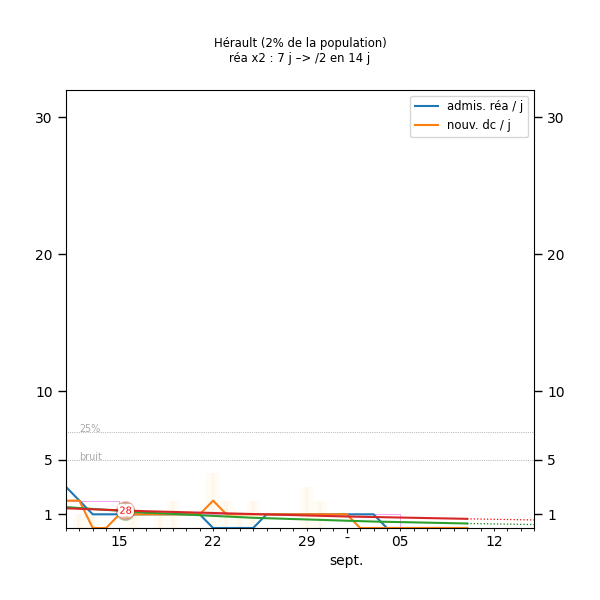 Hérault (2% de la population)
réa x2 : 7 j –> /2 en 14 j
admis. réa / j
nouv. dc / j
30 30
20 20
10 10
25%
5 bruit 5
28
1 1
15 22 29 - 05 12
sept.